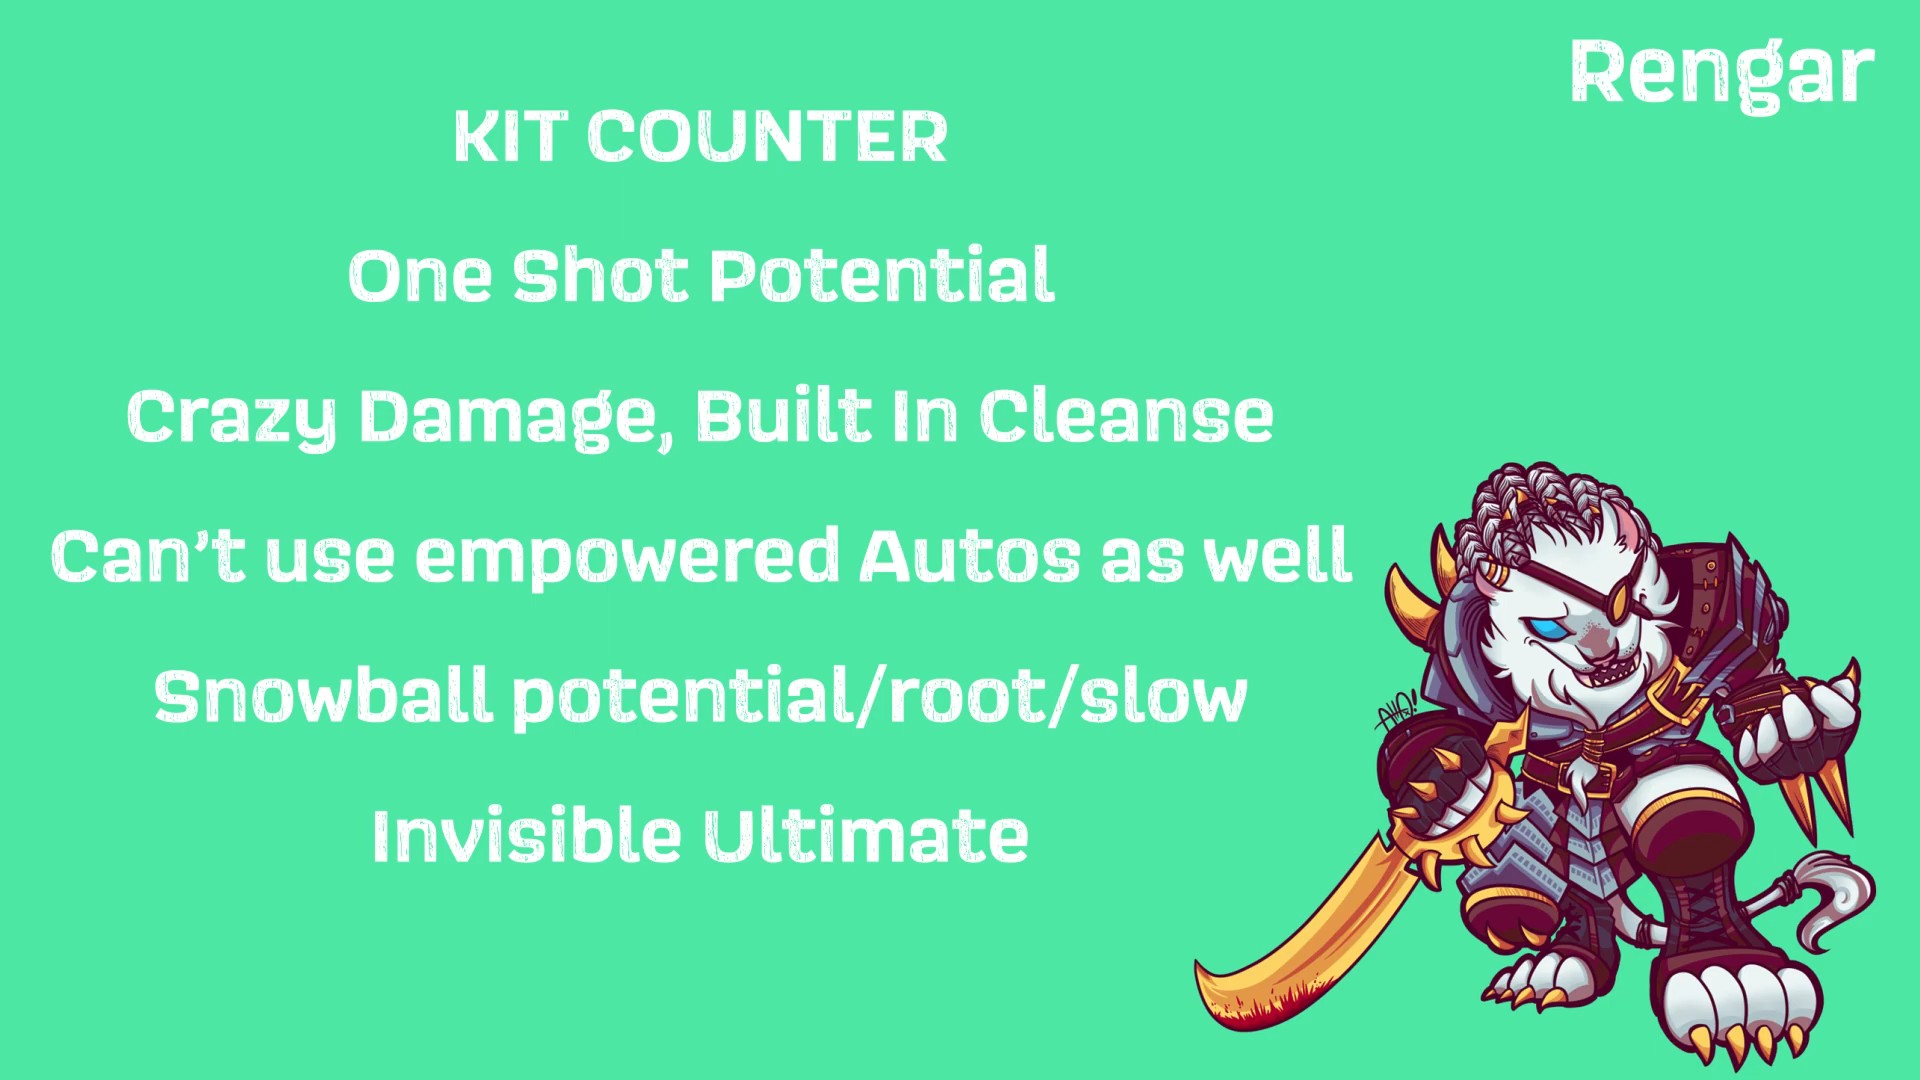 Rengar
KIT COUNTER
One Shot Potential
Crazy Damage, Built In Cleanse
Can’t use empowered Autos as well
Snowball potential/root/slow
Invisible Ultimate